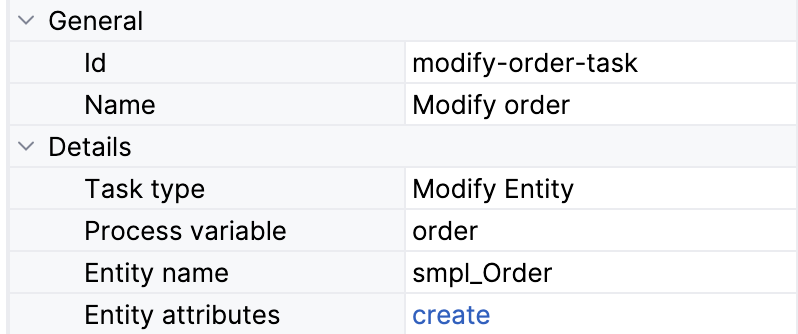 General
Id modify-order-task
Name Modify order
Details
Task type Modify Entity
Process variable order
Entity name smpl_Order
Entity attributes create